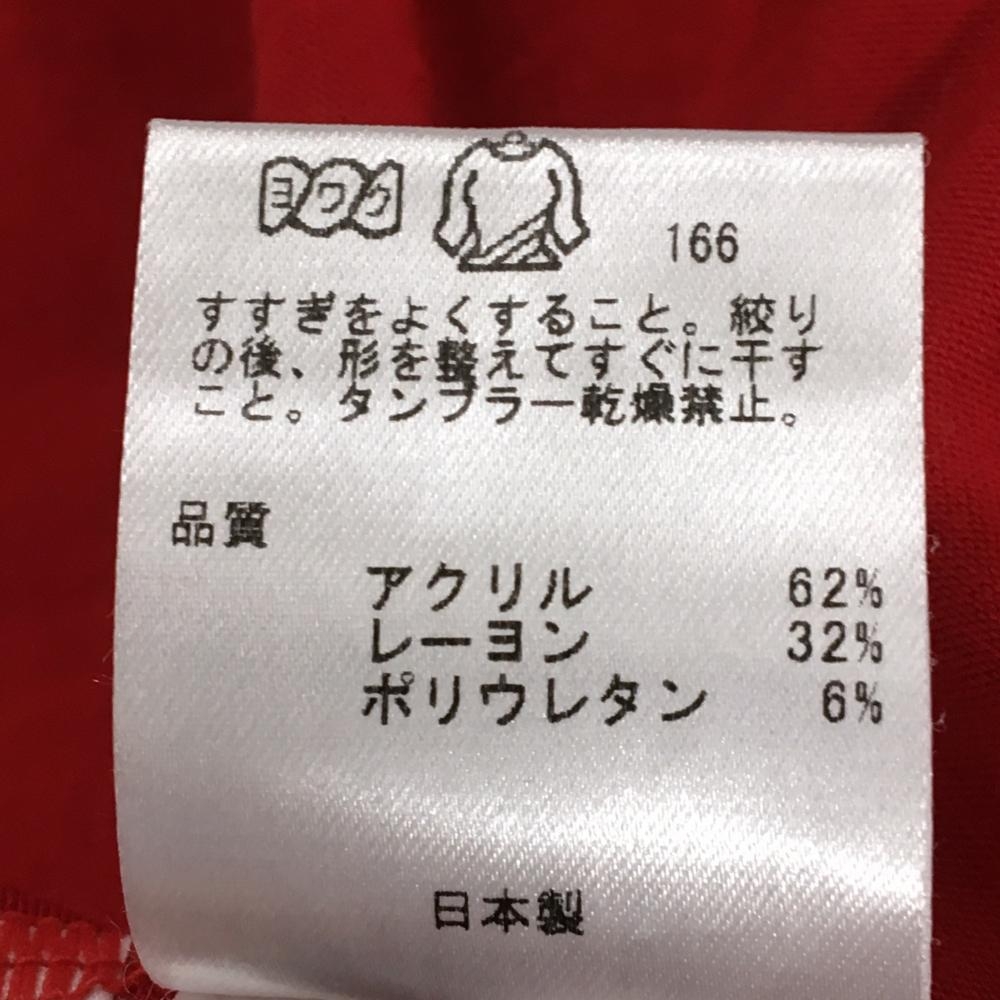 ヨワク
166
すすぎをよくすること。絞り
の後、形を整えてすぐに干す
こと。タンブラー乾燥禁止。
品質
アクリル 62%
レーヨン 32%
ポリウレタン 6%
日本製